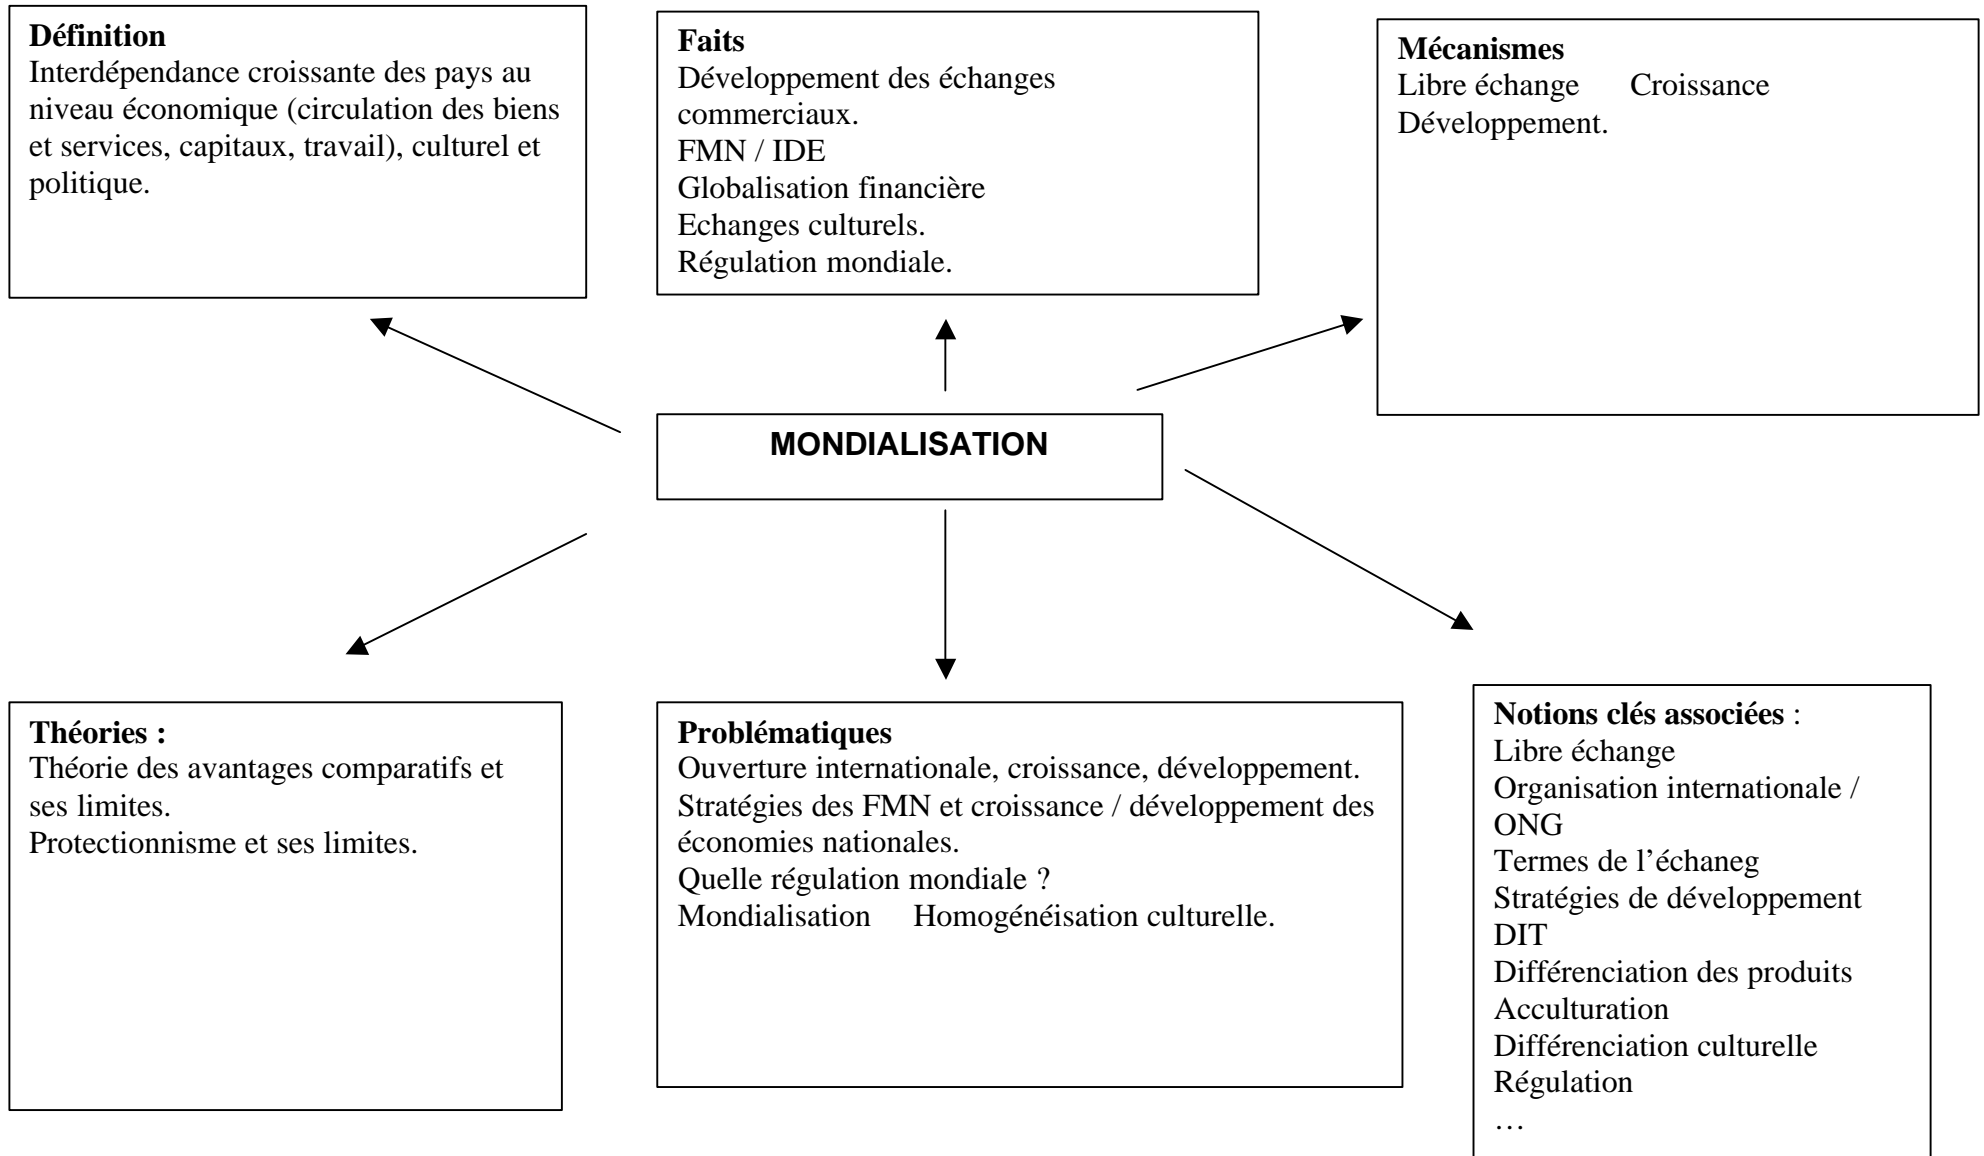 Définition
Interdépendance croissante des pays au
niveau économique (circulation des biens
et services, capitaux, travail), culturel et
politique.
Faits
Développement des échanges
commerciaux.
FMN / IDE
Globalisation financière
Echanges culturels.
Régulation mondiale.
Mécanismes
Libre échange Croissance
Développement.
MONDIALISATION
Théories :
Théorie des avantages comparatifs et
ses limites.
Protectionnisme et ses limites.
Problématiques
Ouverture internationale, croissance, développement.
Stratégies des FMN et croissance / développement des
économies nationales.
Quelle régulation mondiale ?
Mondialisation Homogénéisation culturelle.
Notions clés associées :
Libre échange
Organisation internationale /
ONG
Termes de l’échaneg
Stratégies de développement
DIT
Différenciation des produits
Acculturation
Différenciation culturelle
Régulation
…